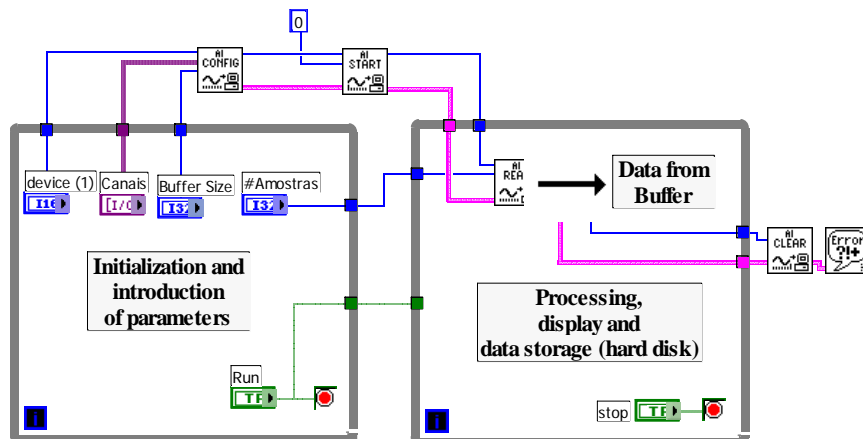 0
AI
CONFIG
AI
START
device (1)
Canais
Buffer Size
#Amostras
I16
[I/O
I32
I32
AI
REA
Data from
Buffer
AI
CLEAR
Error
?!+
Initialization and
introduction
of parameters
Processing,
display and
data storage (hard disk)
Run
TF
stop
TF
i
i